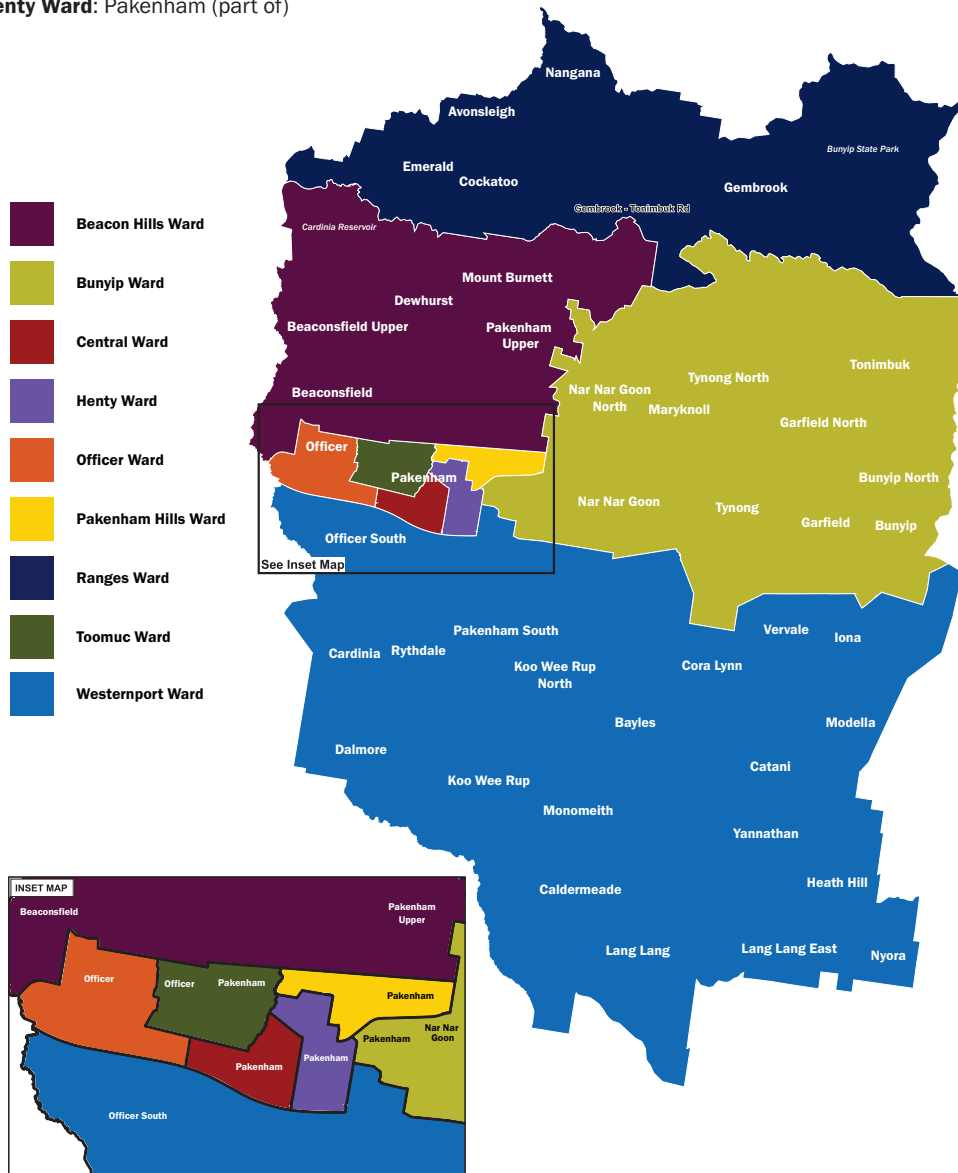 enty Ward: Pakenham (part of)
Nangana
Avonsleigh
Bunyip State Park
Emerald
Cockatoo
Gembrook
Gembrook - Tonimbuk Rd
Cardinia Reservoir
Mount Burnett
Dewhurst
Beaconsfield Upper
Pakenham
Upper
Tonimbuk
Tynong North
Nar Nar Goon
North
Beaconsfield
Maryknoll
Garfield North
Officer
Pakenham
Bunyip North
Nar Nar Goon
Tynong
Garfield
Bunyip
Officer South
See Inset Map
Beacon Hills Ward
Bunyip Ward
Central Ward
Henty Ward
Officer Ward
Pakenham Hills Ward
Ranges Ward
Toomuc Ward
Westernport Ward
Pakenham South
Vervale
Iona
Cardinia
Rythdale
Koo Wee Rup
North
Cora Lynn
Bayles
Modella
Dalmore
Catani
Koo Wee Rup
Monomeith
Yannathan
Caldermeade
Heath Hill
Lang Lang
Lang Lang East
Nyora
INSET MAP
Beaconsfield
Pakenham
Upper
Officer
Officer
Pakenham
Pakenham
Nar Nar
Goon
Pakenham
Pakenham
Pakenham
Officer South